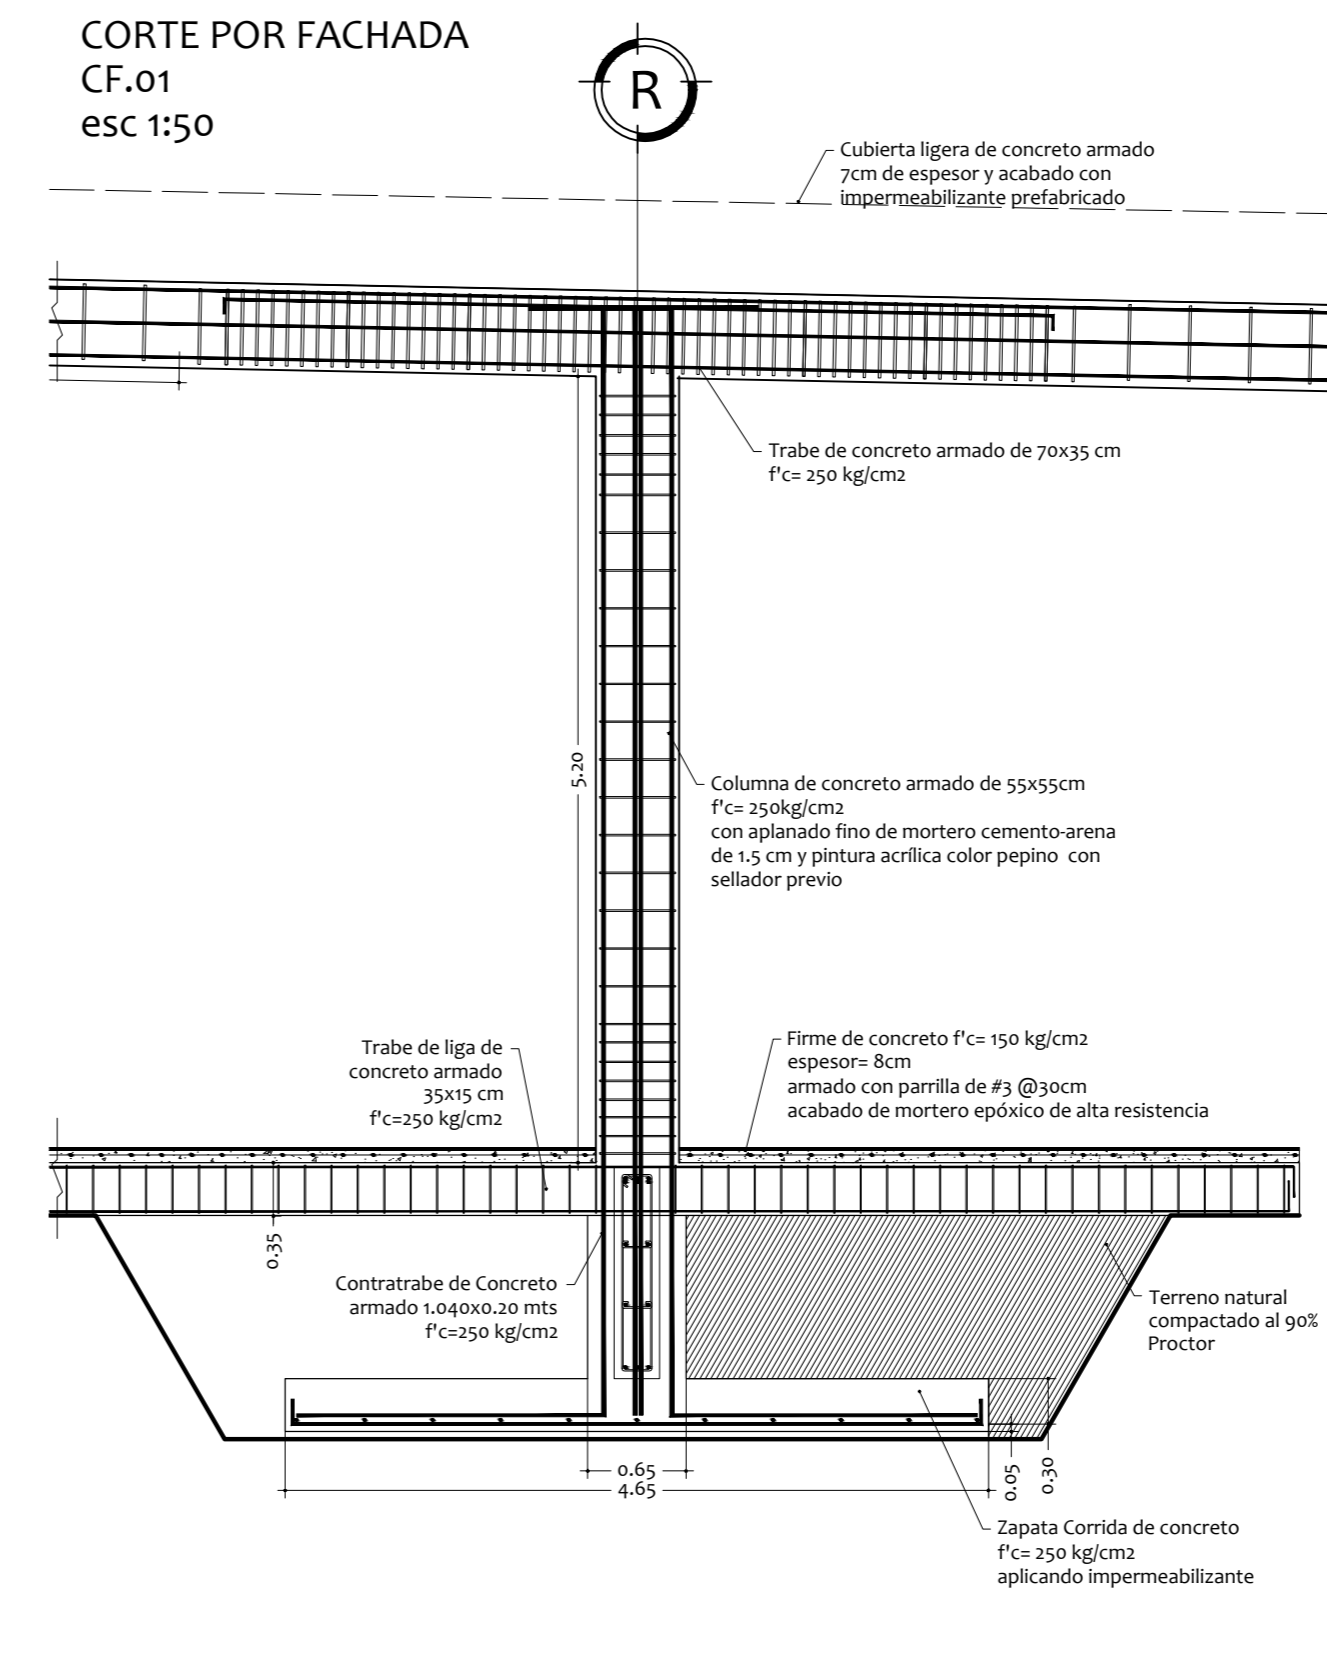 CORTE POR FACHADA
CF.01
esc 1:50
R
Cubierta ligera de concreto armado
7cm de espesor y acabado con
impermeabilizante prefabricado
Trabe de concreto armado de 70x35 cm
f'c= 250 kg/cm2
5.20
Columna de concreto armado de 55x55cm
f'c= 250kg/cm2
con aplanado fino de mortero cemento-arena
de 1.5 cm y pintura acrílica color pepino con
sellador previo
Trabe de liga de
concreto armado
35x15 cm
f'c=250 kg/cm2
Firme de concreto f'c= 150 kg/cm2
espesor= 8cm
armado con parrilla de #3 @30cm
acabado de mortero epóxico de alta resistencia
0.35
Contratrabe de Concreto
armado 1.040x0.20 mts
f'c=250 kg/cm2
Terreno natural
compactado al 90%
Proctor
0.65
4.65
0.05
0.30
Zapata Corrida de concreto
f'c= 250 kg/cm2
aplicando impermeabilizante